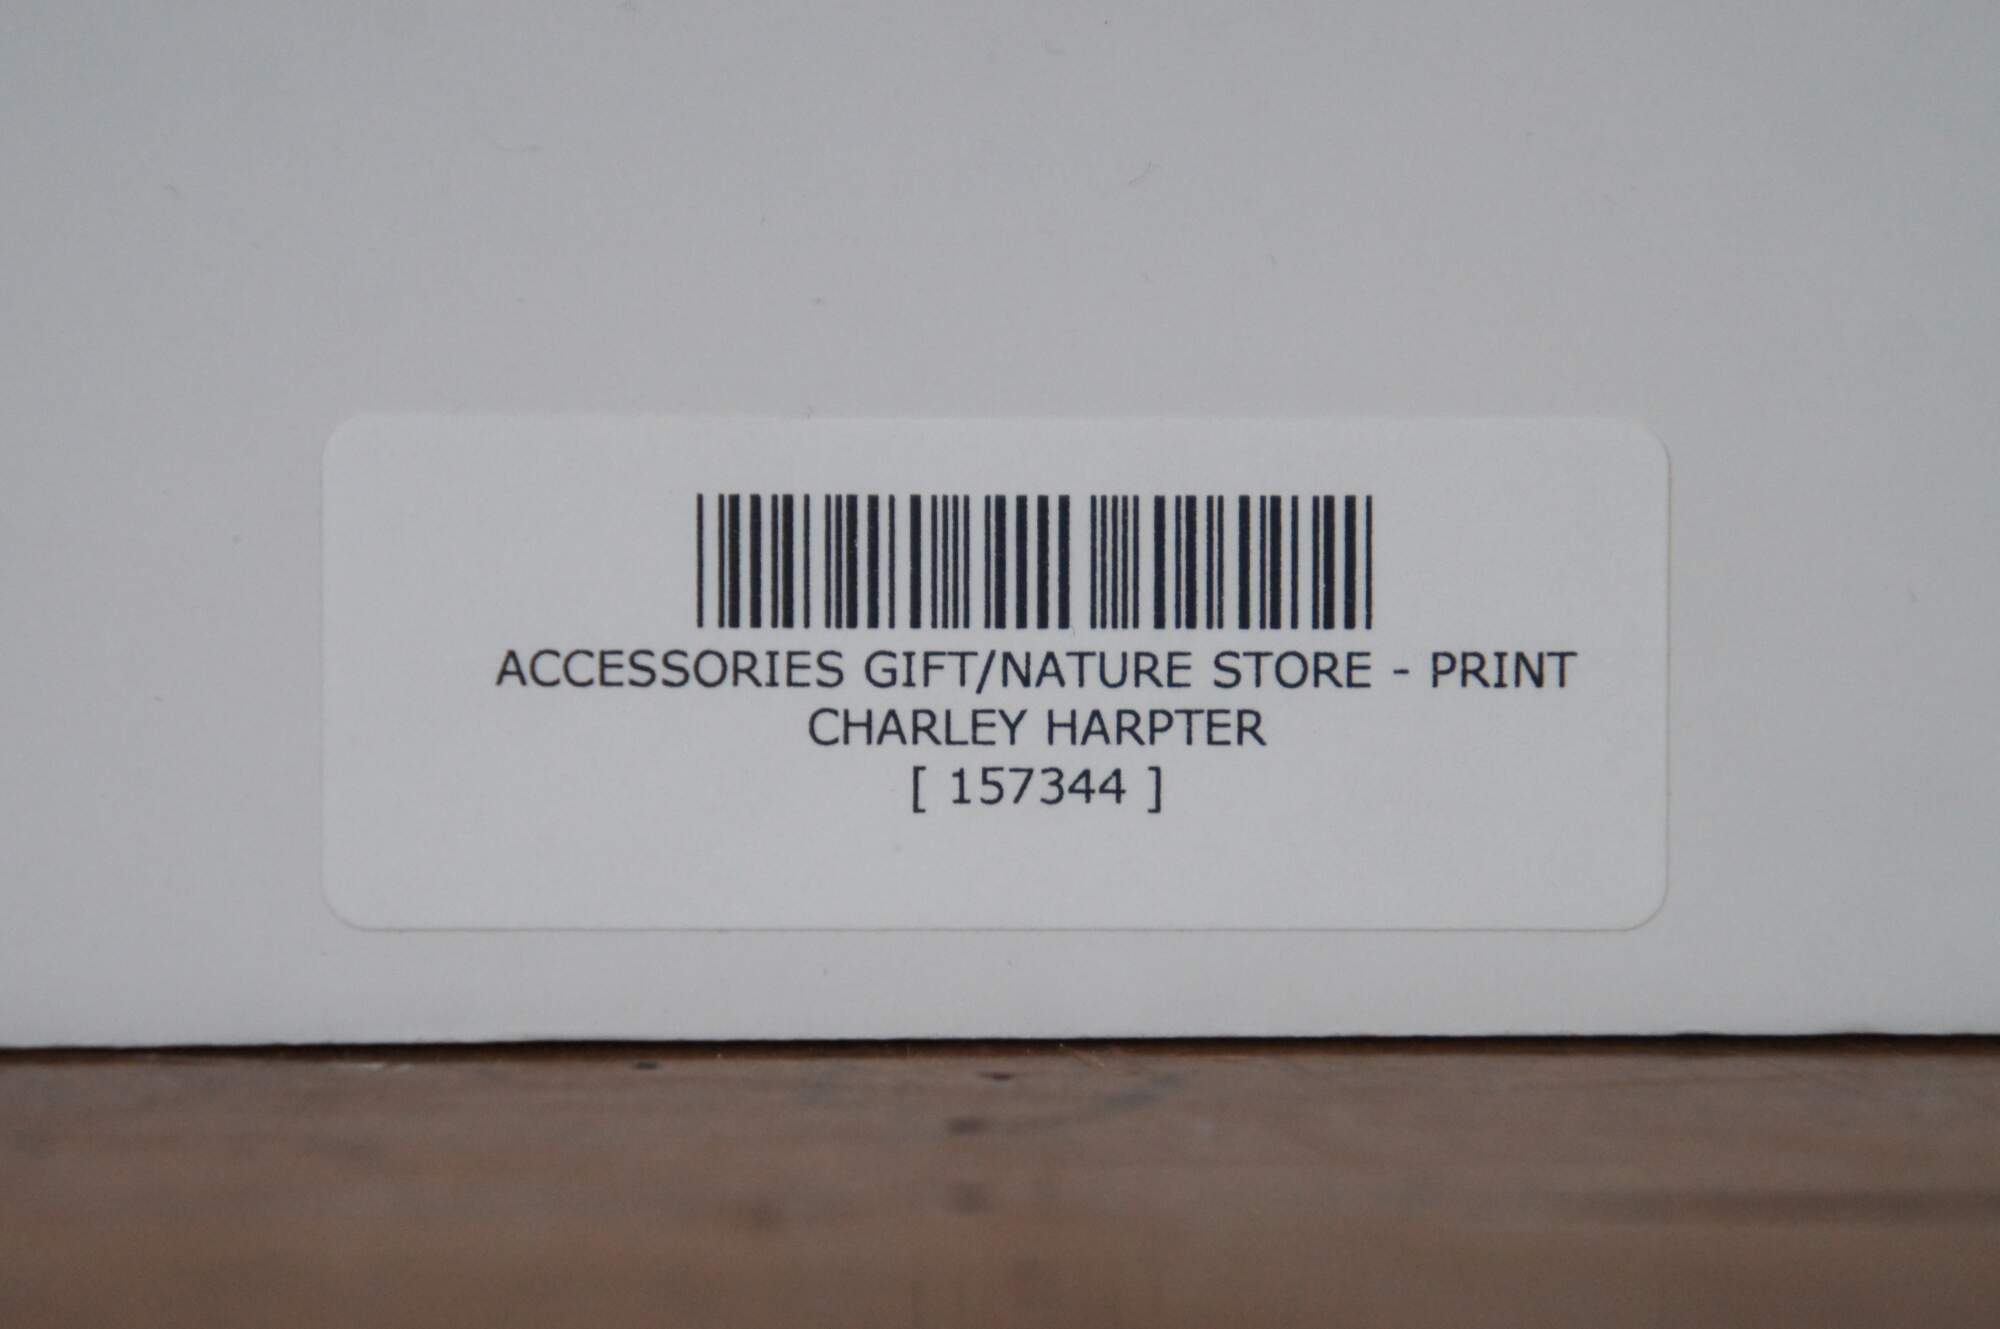 ACCESSORIES GIFT/NATURE STORE - PRINT
CHARLEY HARPTER
[ 157344 ]